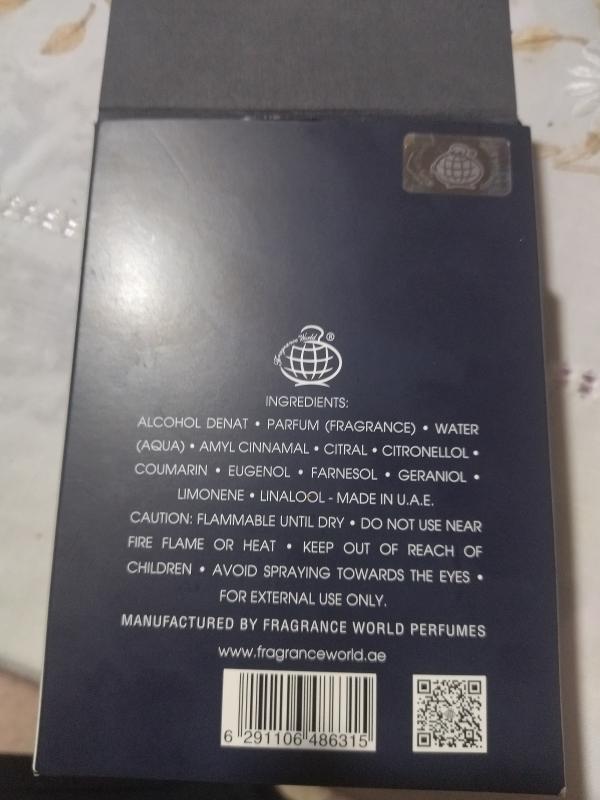 Fragrance World ®
INGREDIENTS:
ALCOHOL DENAT • PARFUM (FRAGRANCE) • WATER
(AQUA) • AMYL CINNAMAL • CITRAL • CITRONELLOL •
COUMARIN • EUGENOL • FARNESOL • GERANIOL •
LIMONENE • LINALOOL - MADE IN U.A.E.
CAUTION: FLAMMABLE UNTIL DRY • DO NOT USE NEAR
FIRE FLAME OR HEAT • KEEP OUT OF REACH OF
CHILDREN • AVOID SPRAYING TOWARDS THE EYES •
FOR EXTERNAL USE ONLY.
MANUFACTURED BY FRAGRANCE WORLD PERFUMES
www.fragranceworld.ae
6 291106 486315